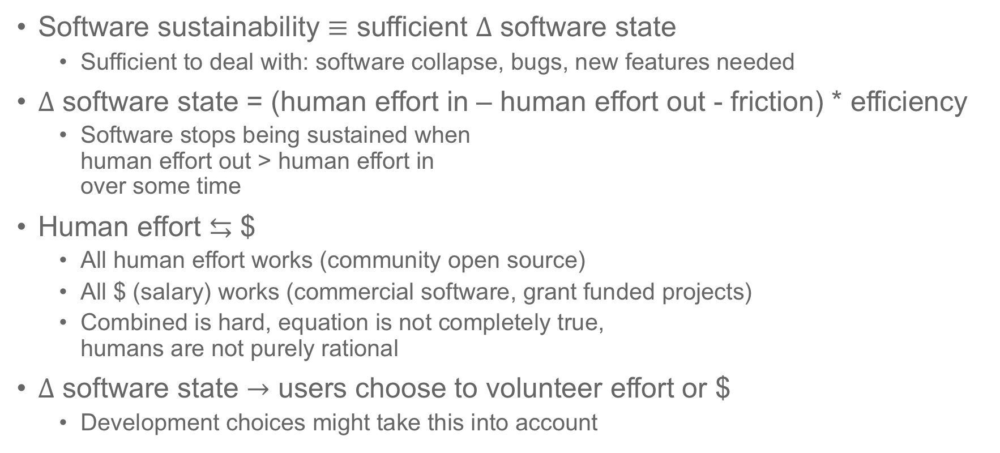 • Software sustainability ≡ sufficient Δ software state
• Sufficient to deal with: software collapse, bugs, new features needed
• Δ software state = (human effort in – human effort out - friction) * efficiency
• Software stops being sustained when
human effort out > human effort in
over some time
• Human effort ⇆ $
• All human effort works (community open source)
• All $ (salary) works (commercial software, grant funded projects)
• Combined is hard, equation is not completely true,
humans are not purely rational
• Δ software state → users choose to volunteer effort or $
• Development choices might take this into account